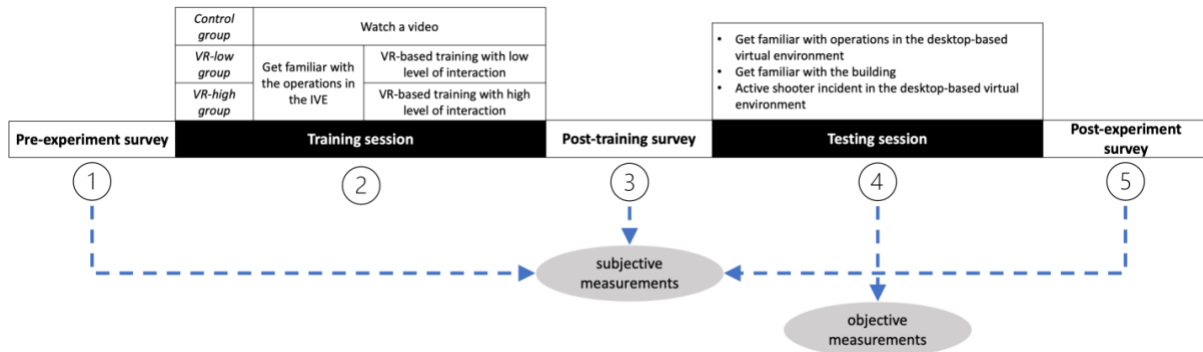 Control
group
Watch a video
VR-low
group
Get familiar with
the operations in
the IVE
VR-based training with low
level of interaction
VR-high
group
VR-based training with high
level of interaction
• Get familiar with operations in the desktop-based
virtual environment
• Get familiar with the building
• Active shooter incident in the desktop-based virtual
environment
Pre-experiment survey
Training session
Post-training survey
Testing session
Post-experiment
survey
1
2
3
4
5
subjective
measurements
objective
measurements